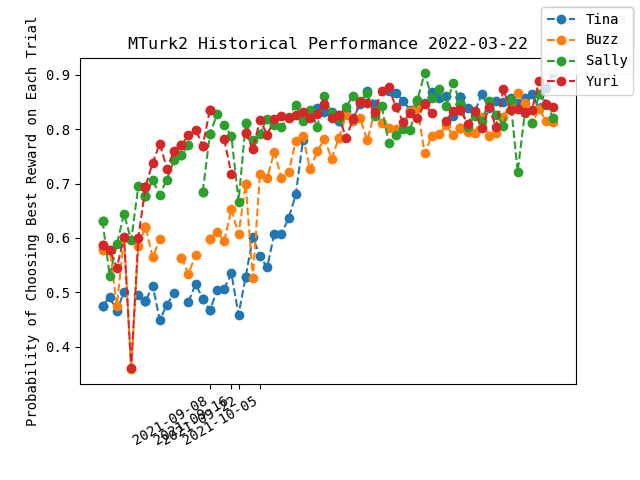 MTurk2 Historical Performance 2022-03-22
Tina
Buzz
Sally
Yuri
Probability of Choosing Best Reward on Each Trial
0.9
0.8
0.7
0.6
0.5
0.4
2021-09-08
2021-10-05